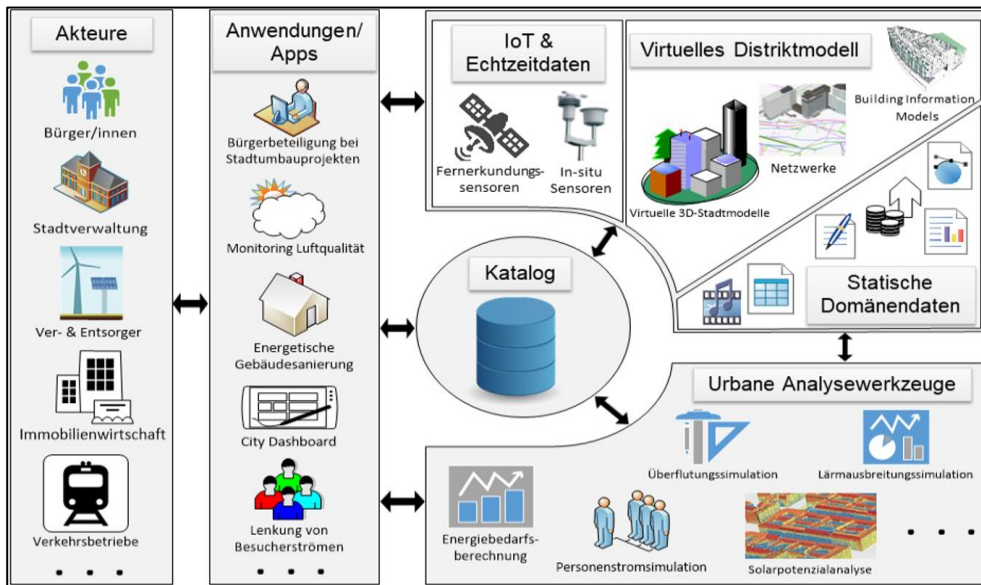 Akteure
Bürger/innen
Stadtverwaltung
Ver- & Entsorger
Immobilienwirtschaft
Verkehrsbetriebe
. . .
Anwendungen/
Apps
Bürgerbeteiligung bei
Stadtumbauprojekten
Monitoring Luftqualität
Energetische
Gebäudesanierung
City Dashboard
Lenkung von
Besucherströmen
. . .
IoT &
Echtzeitdaten
Fernerkundungs-
sensoren
In-situ
Sensoren
Virtuelles Distriktmodell
Virtuelle 3D-Stadtmodelle
Netzwerke
Building Information
Models
Statische
Domänendaten
Katalog
Urbane Analysewerkzeuge
Überflutungssimulation
Lärmausbreitungssimulation
Energiebedarfs-
berechnung
Personenstromsimulation
Solarpotenzialanalyse
. . .